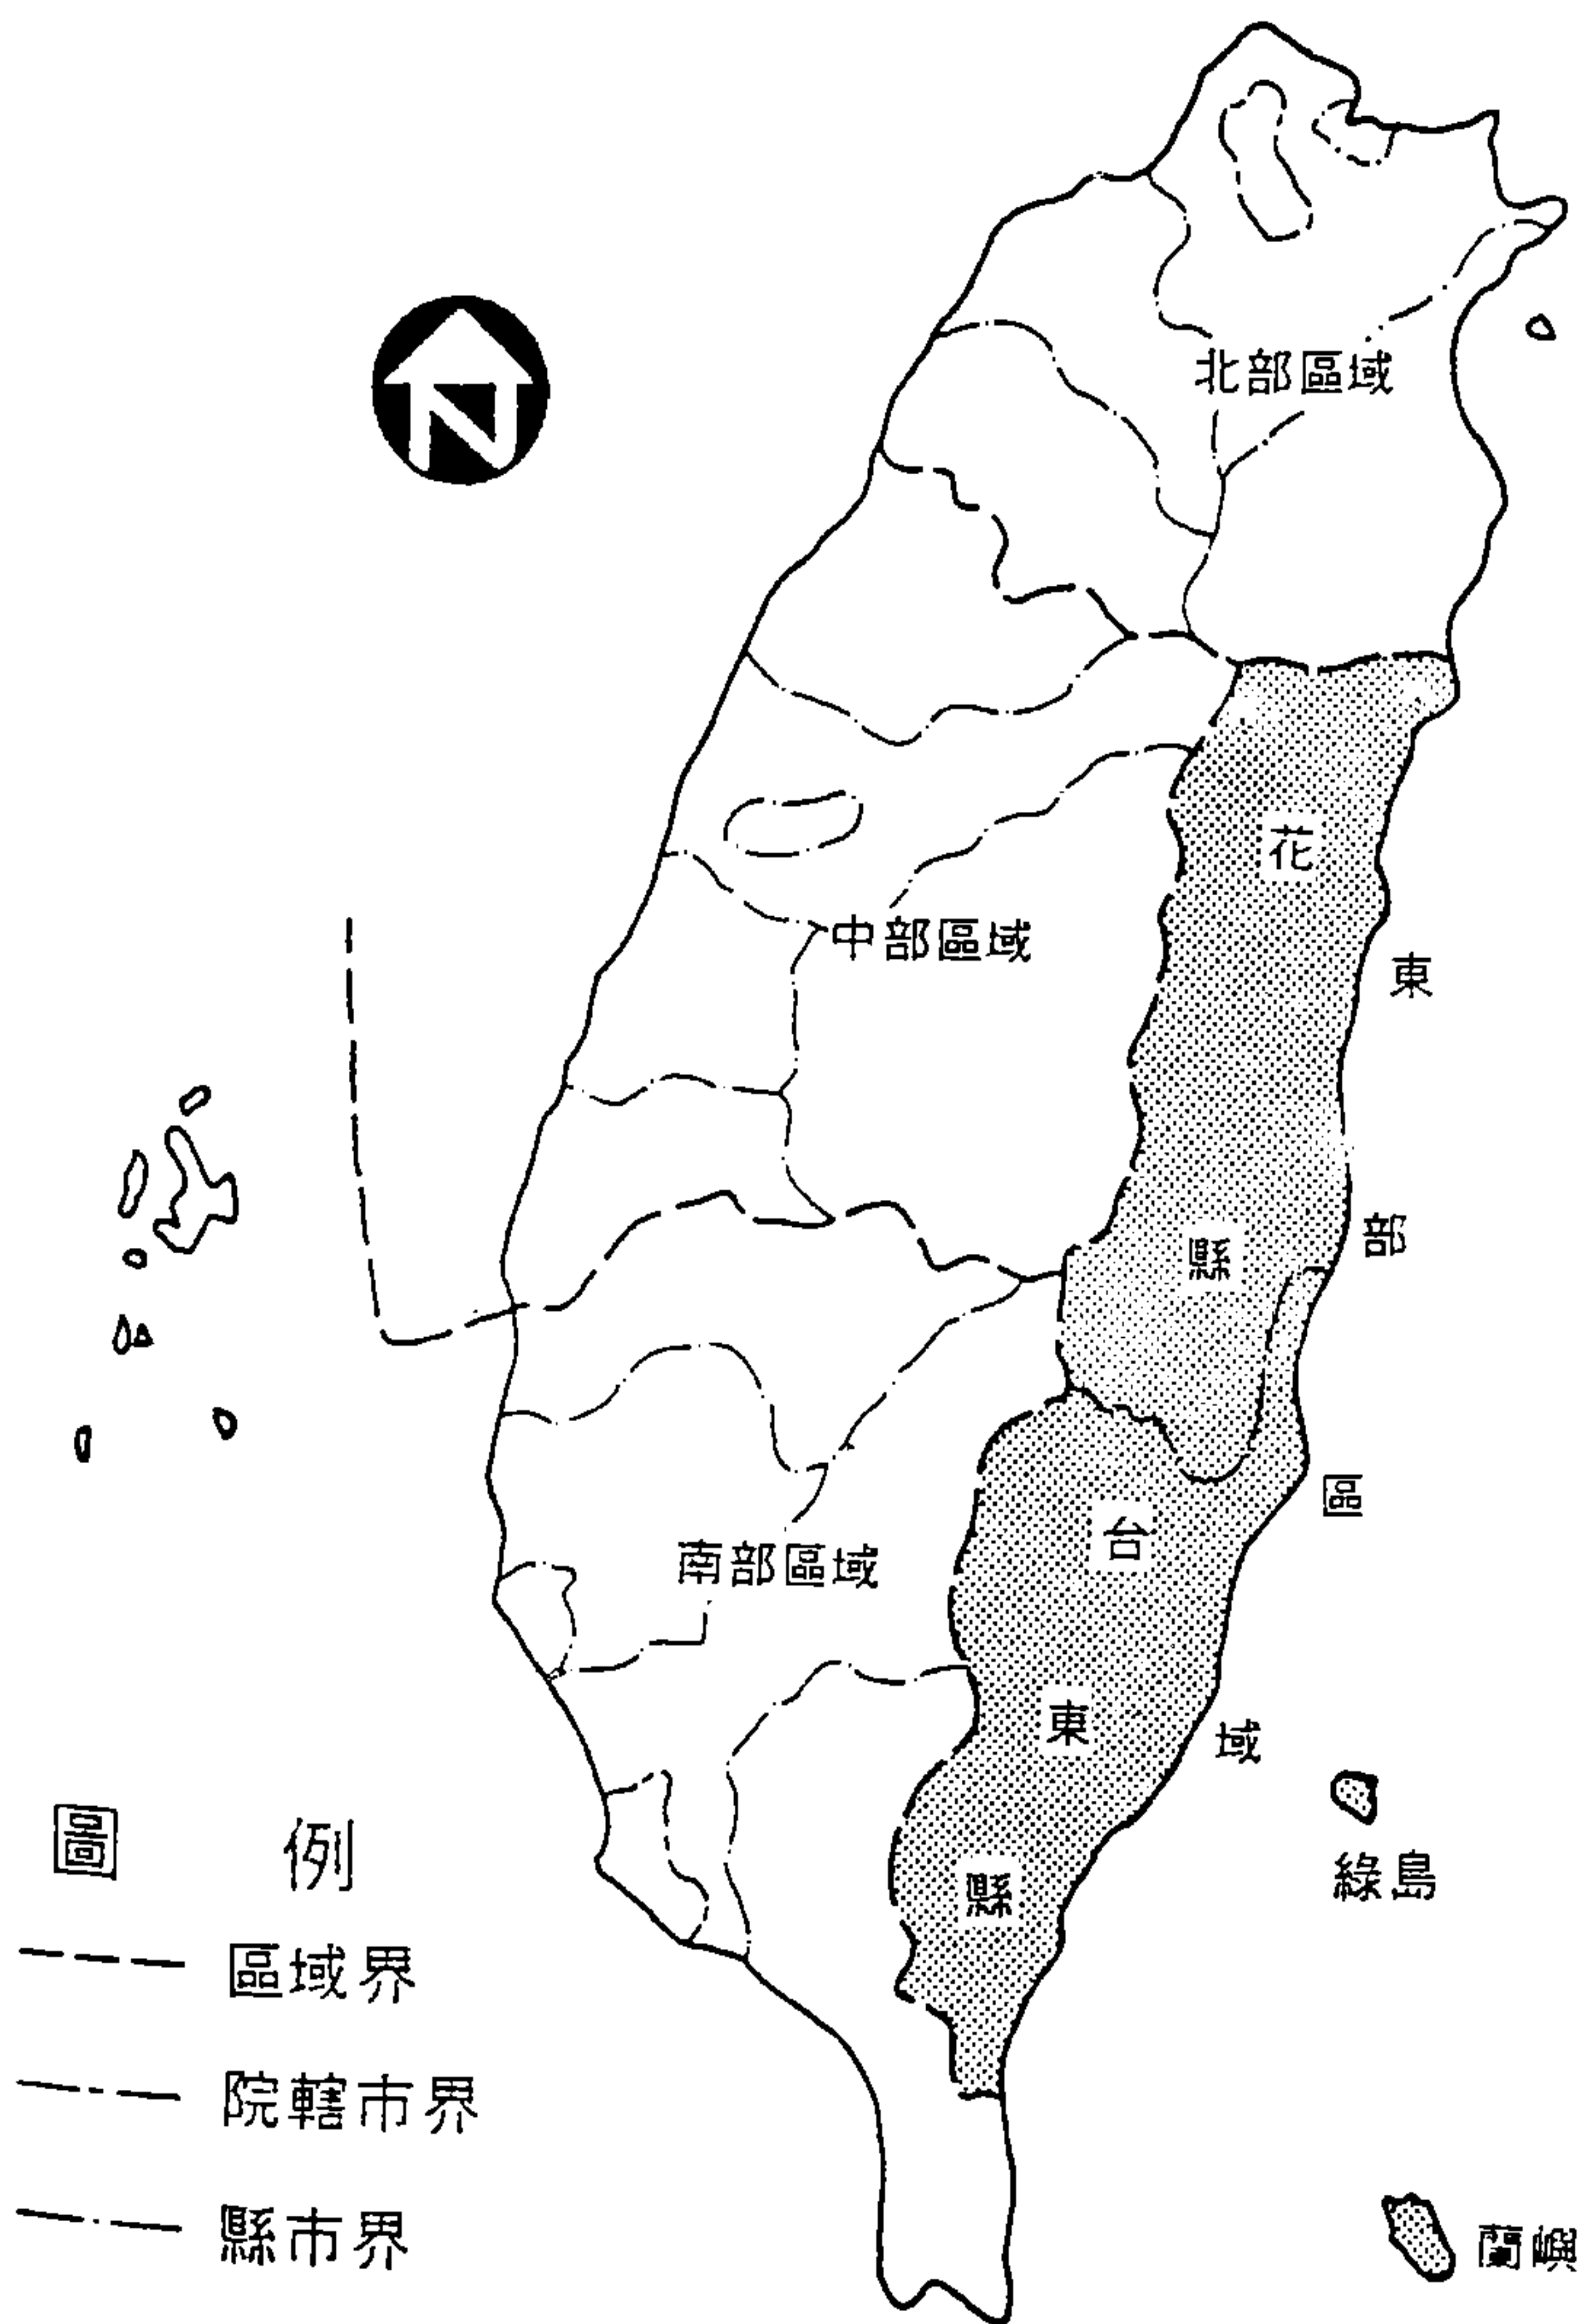 N
北部區域
中部區域
南部區域
花縣
台東縣
東部區域
綠島
蘭嶼
圖例
區域界
院轄市界
縣市界